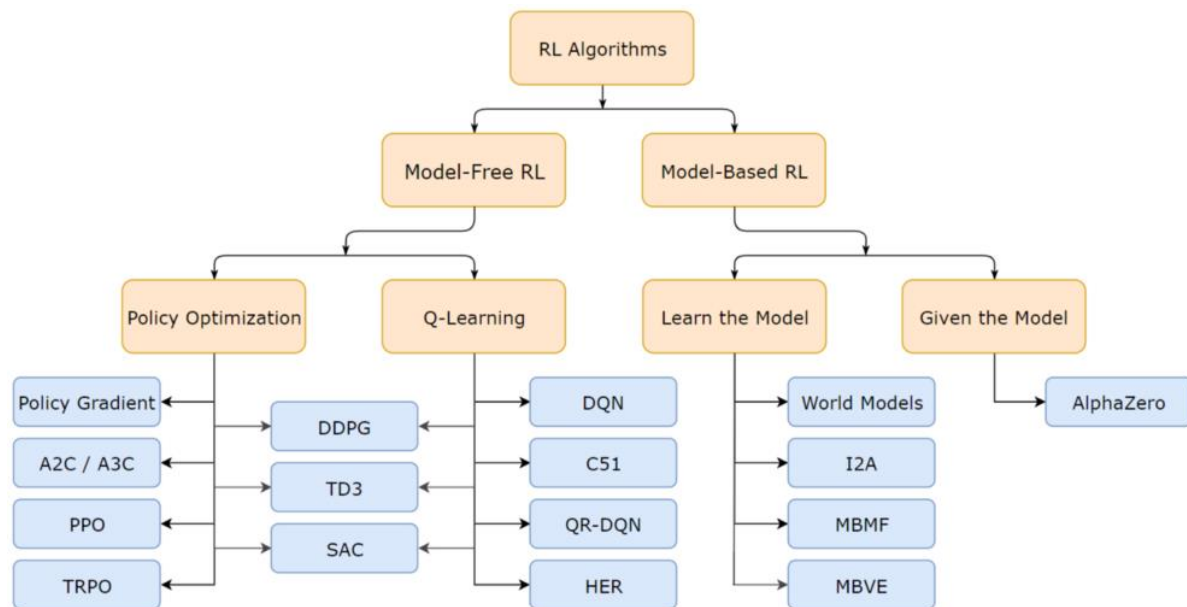 RL Algorithms
Model-Free RL
Model-Based RL
Policy Optimization
Q-Learning
Learn the Model
Given the Model
Policy Gradient
DDPG
DQN
World Models
AlphaZero
A2C / A3C
TD3
C51
I2A
PPO
SAC
QR-DQN
MBMF
TRPO
HER
MBVE